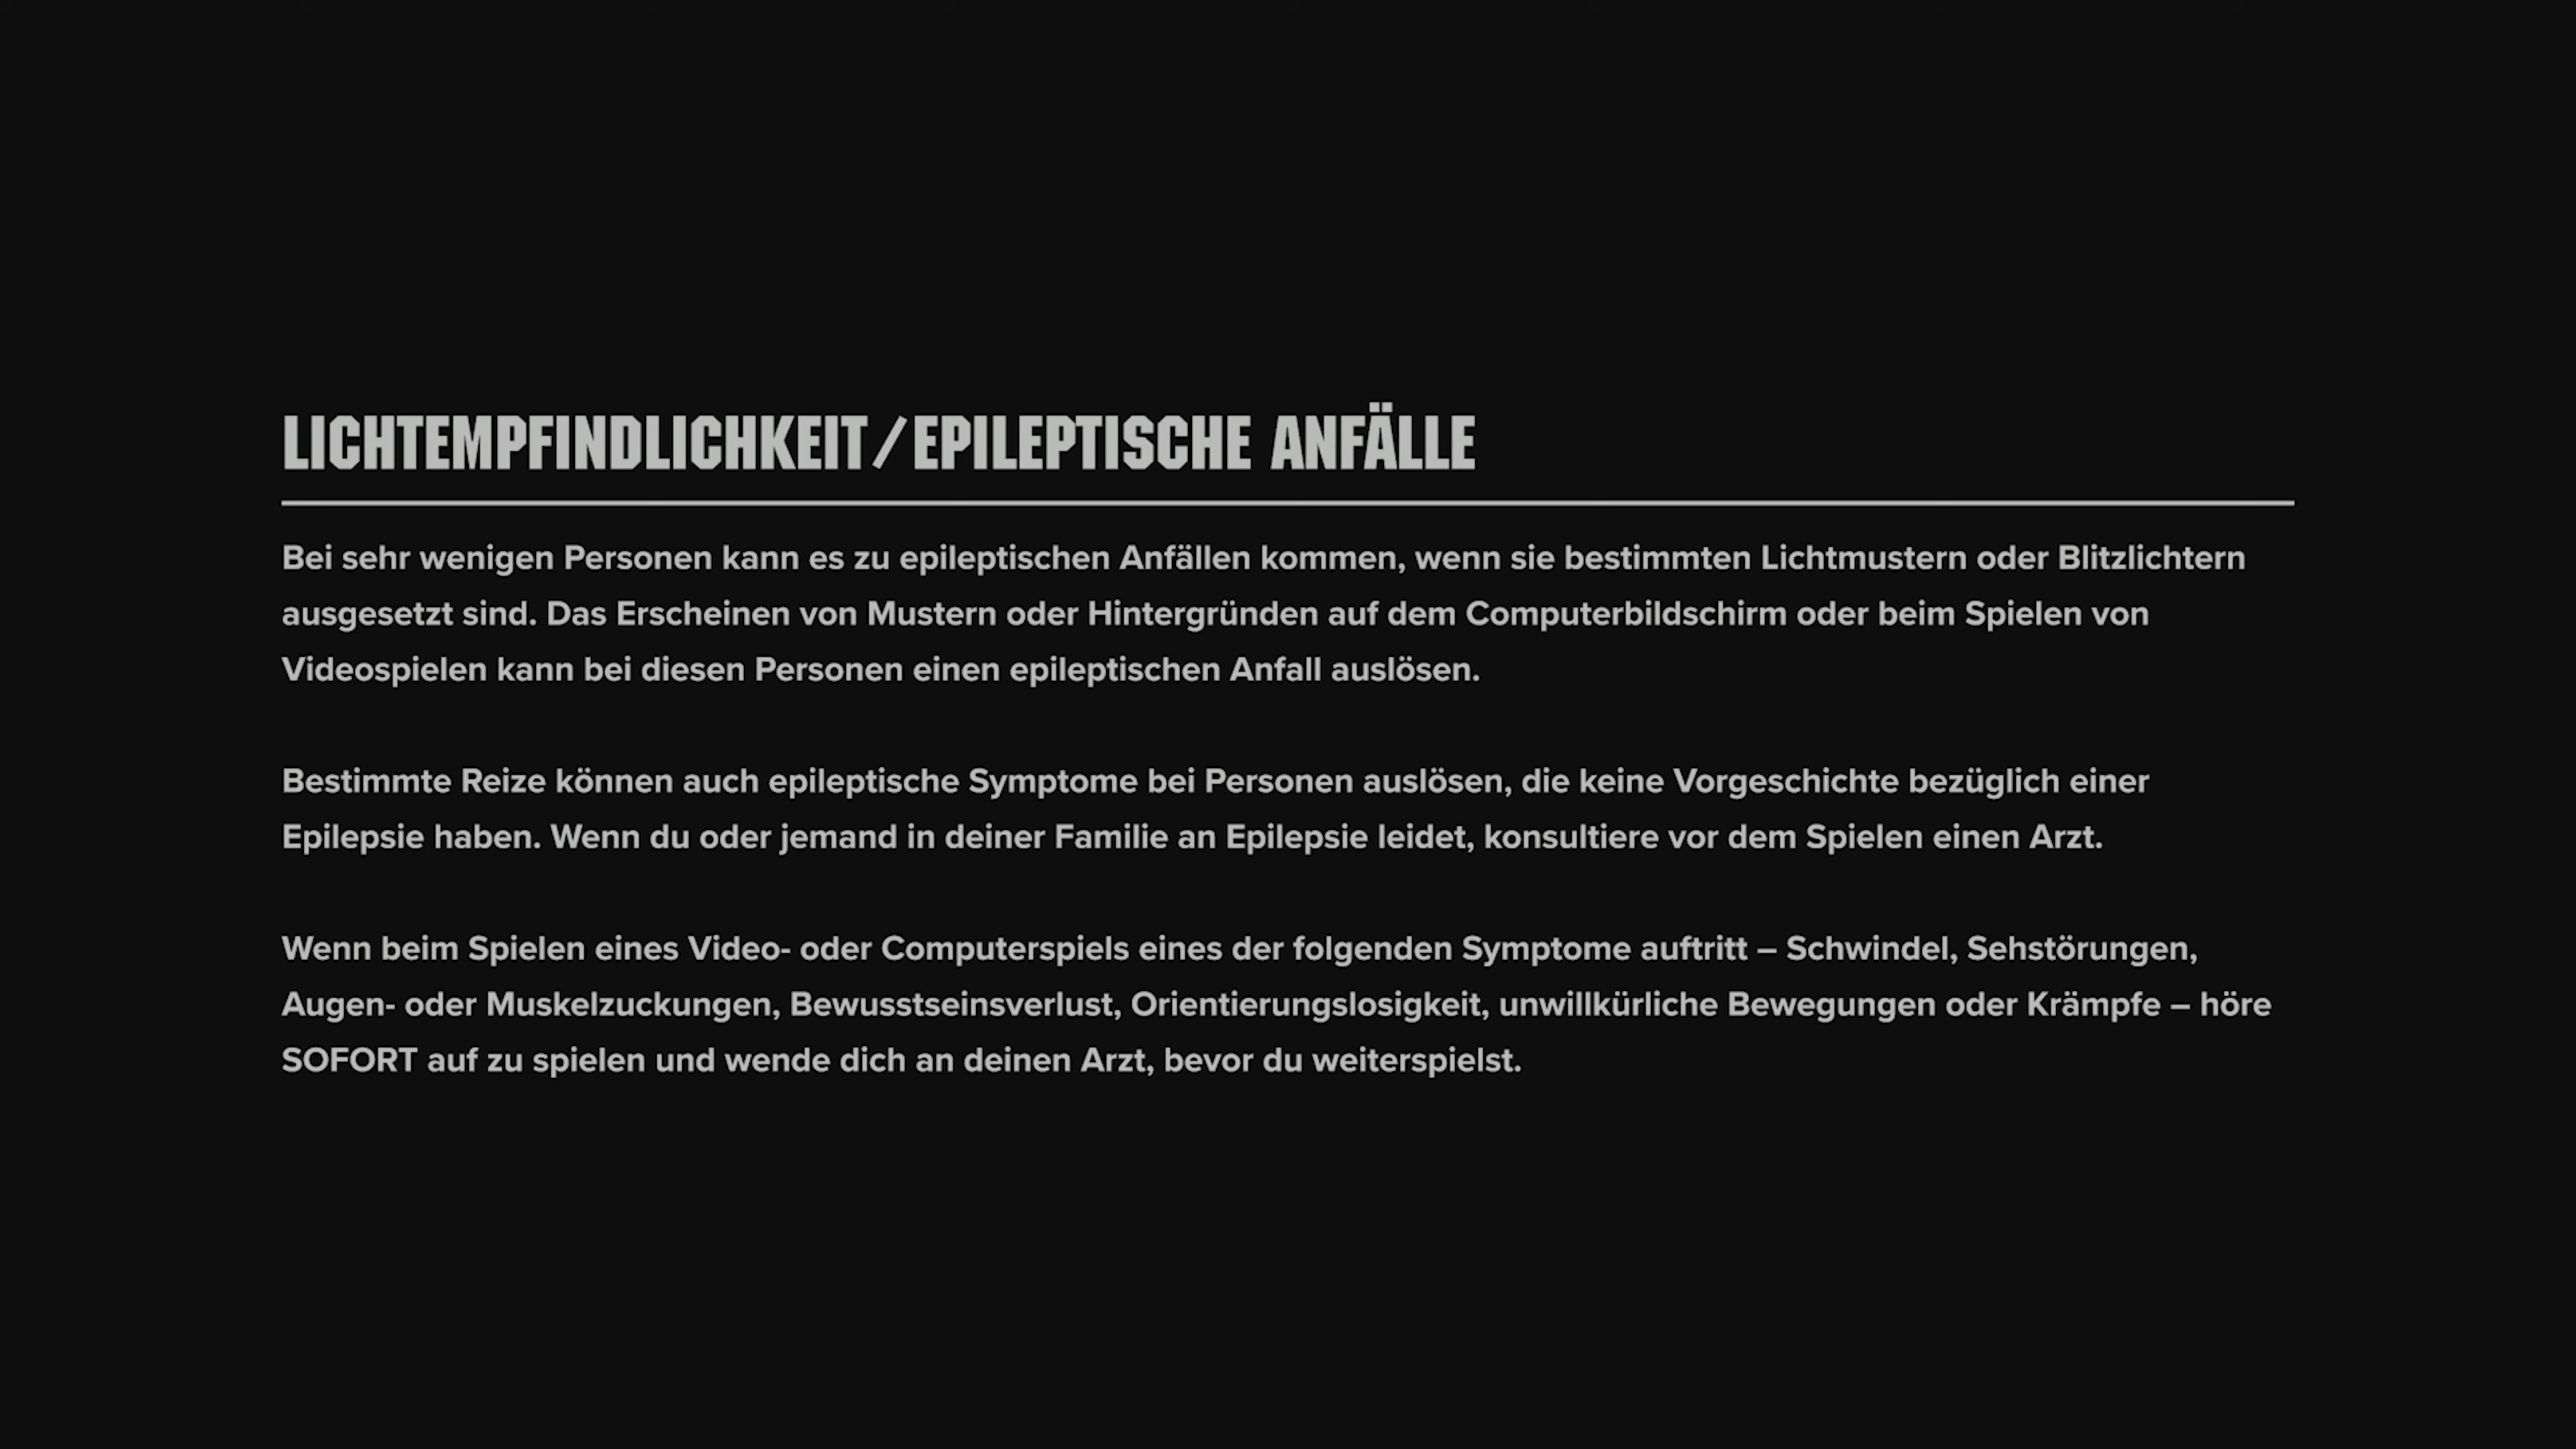 LICHTEMPFINDLICHKEIT/EPILEPTISCHE ANFÄLLE
Bei sehr wenigen Personen kann es zu epileptischen Anfällen kommen, wenn sie bestimmten Lichtmustern oder Blitzlichtern
ausgesetzt sind. Das Erscheinen von Mustern oder Hintergründen auf dem Computerbildschirm oder beim Spielen von
Videospielen kann bei diesen Personen einen epileptischen Anfall auslösen.
Bestimmte Reize können auch epileptische Symptome bei Personen auslösen, die keine Vorgeschichte bezüglich einer
Epilepsie haben. Wenn du oder jemand in deiner Familie an Epilepsie leidet, konsultiere vor dem Spielen einen Arzt.
Wenn beim Spielen eines Video- oder Computerspiels eines der folgenden Symptome auftritt – Schwindel, Sehstörungen,
Augen- oder Muskelzuckungen, Bewusstseinsverlust, Orientierungslosigkeit, unwillkürliche Bewegungen oder Krämpfe – höre
SOFORT auf zu spielen und wende dich an deinen Arzt, bevor du weiterspielst.